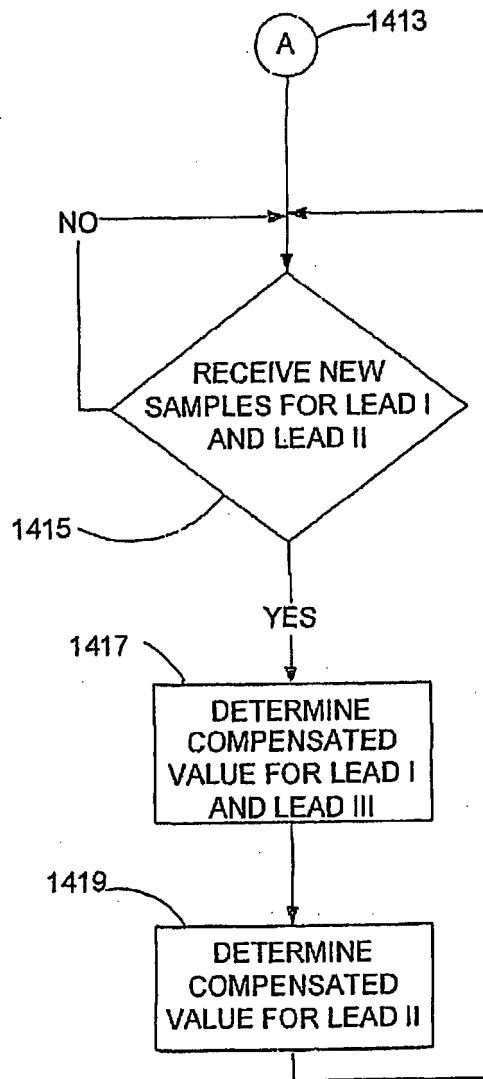 A
1413
NO
RECEIVE NEW
SAMPLES FOR LEAD I
AND LEAD II
1415
YES
1417
DETERMINE
COMPENSATED
VALUE FOR LEAD I
AND LEAD III
1419
DETERMINE
COMPENSATED
VALUE FOR LEAD II